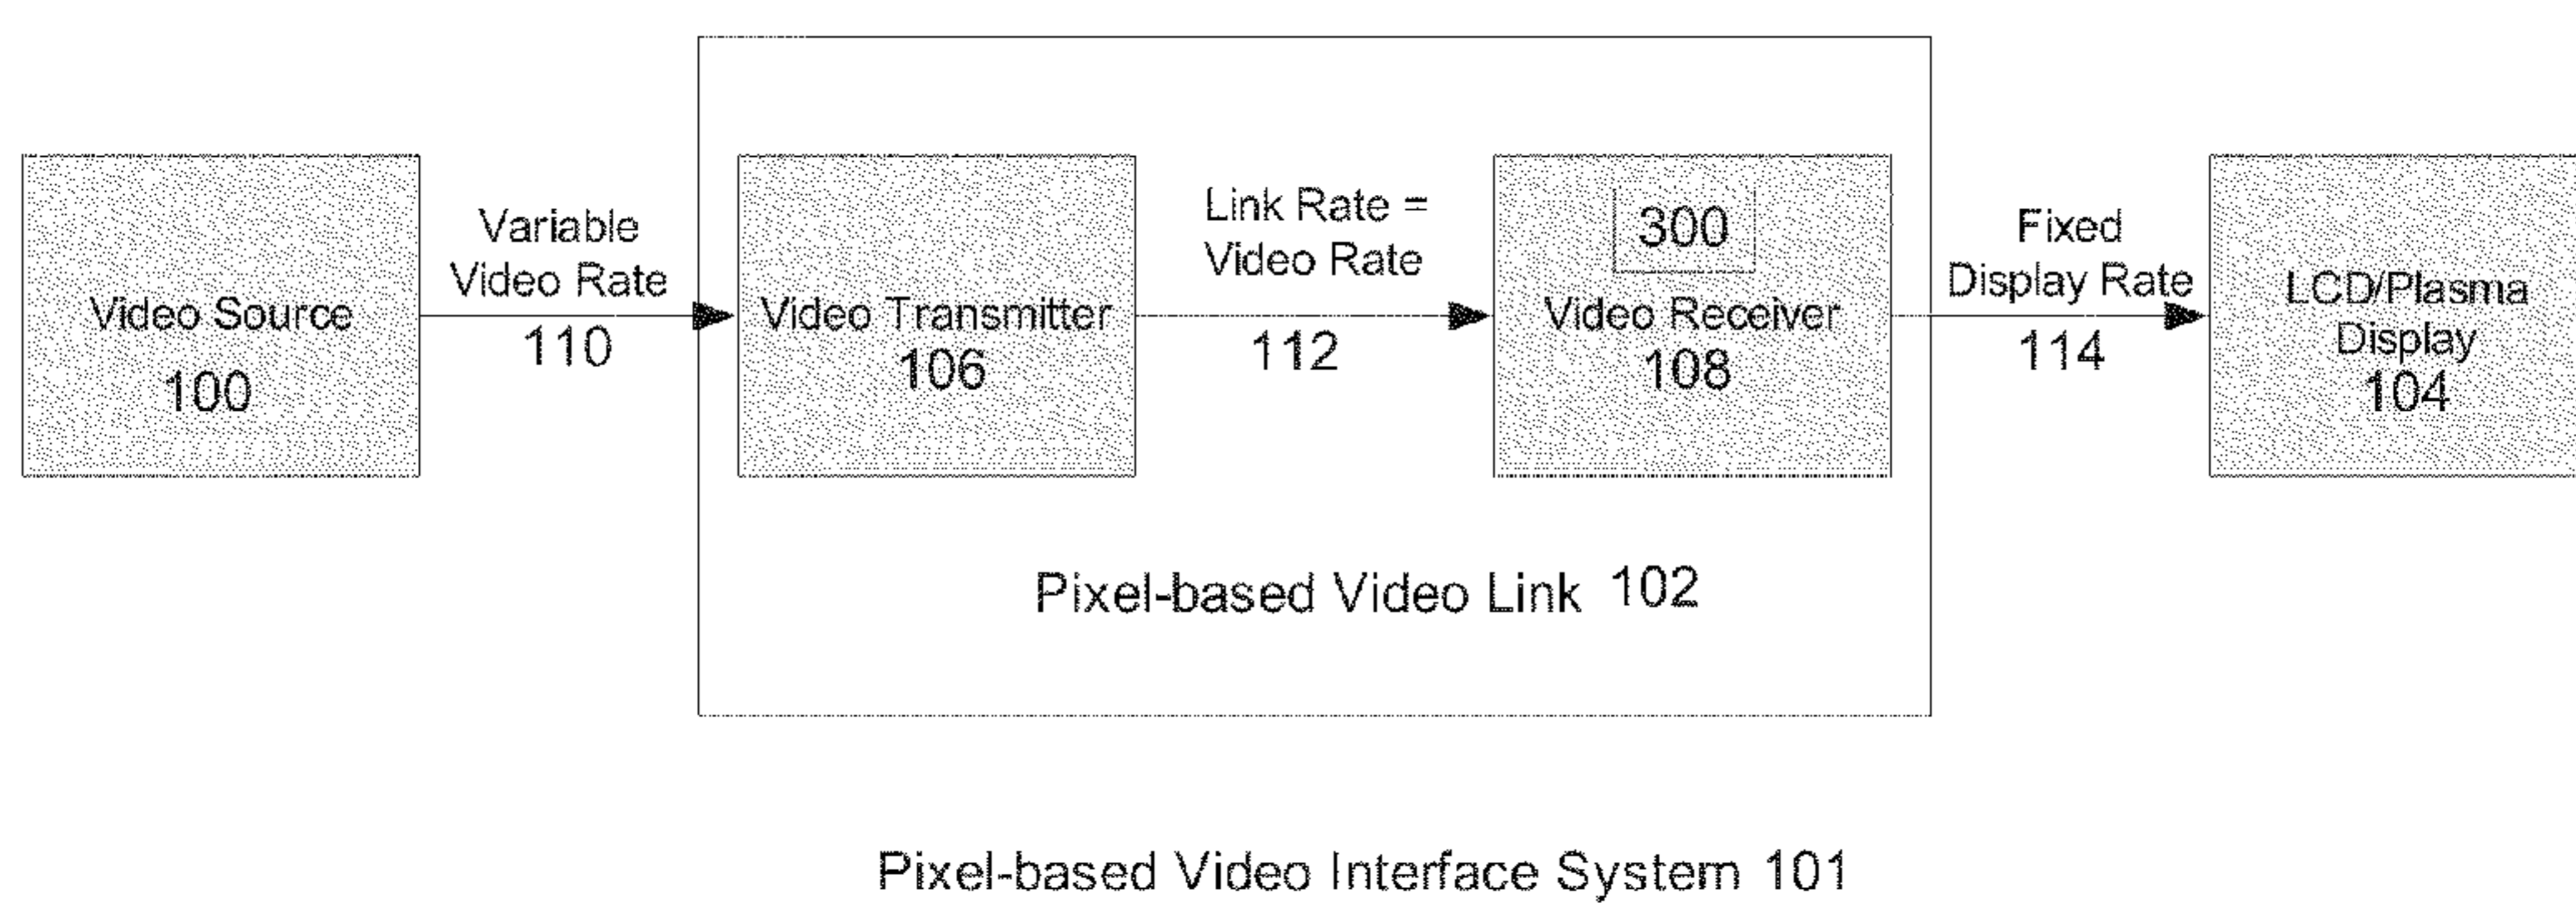 Video Source
100
Variable
Video Rate
110
Video Transmitter
106
Link Rate =
Video Rate
112
300
Video Receiver
108
Fixed
Display Rate
114
LCD/Plasma
Display
104
Pixel-based Video Link 102
Pixel-based Video Interface System 101